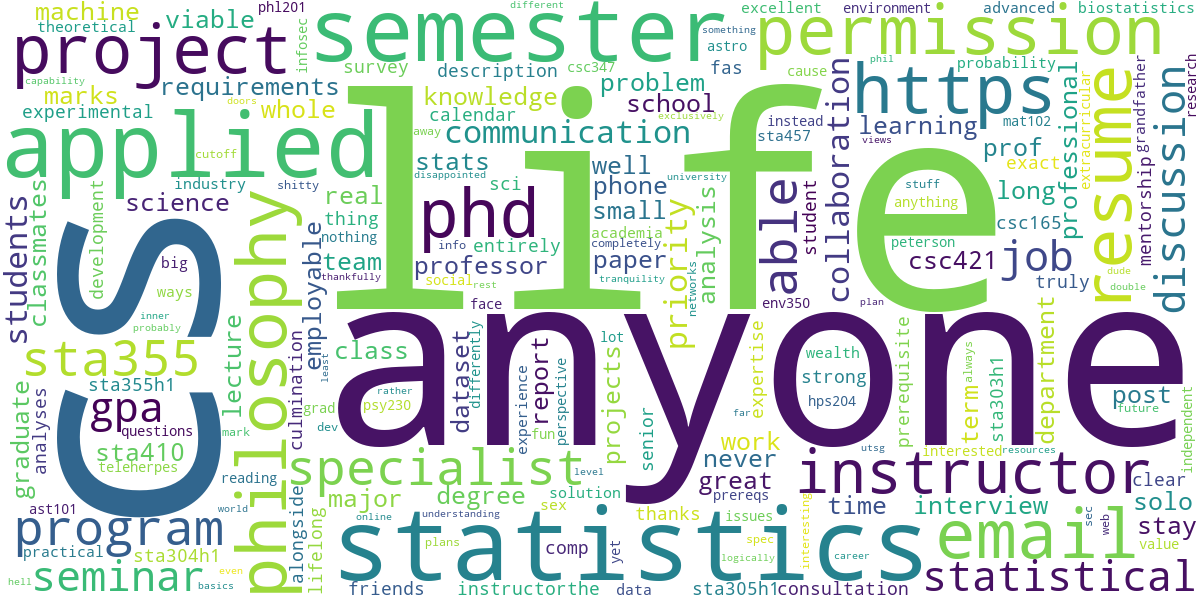 machine
viable
phl201
different
excellent
environment
advanced
biostatistics
theoretical
infosec
semester
something
permission
project
survey
description
csc347
astro
fas
cause
probability
phil
capability
requirements
problem
marks
whole
knowledge
school
collaboration
https
professional
extracurricular
resume
grandfather
research
experimental
calendar
exclusively
instead
mat102
doors
applied
away
communication
sta457
learning
prof
mentorship
discussion
cutoff
stats
well
views
exact
life
industry
shitty
disappointed
sci
phone
university
able
student
stuff
anything
long
students
classmates
development
science
real
thing
nothing
team
phd
small
academia
priority
analysis
csc165
peterson
CS
big
philosophy
employable
thankfully
info
entirely
professor
completely
paper
csc421
job
truly
ways
social
rest
tranquility
networks
env350
dude
double
face
plan
inner
probably
lecture
culmination
anyone
sta355
least
class
dataset
differently
experience
report
perspective
lot
projects
expertise
wealth
prerequisite
term
always
sta303h1
department
sta355h1
rather
strong
post
future
independent
graduate
gpa
grad
psy230
senior
far
hps204
analyses
questions
mark
dev
fun
work
interested
resources
sta410
utsg
teleherpes
specialist
level
never
instructor
reading
major
degree
solution
great
prereqs
clear
ast101
world
alongside
lifelong
online
understanding
sex
thanks
issues
interesting
time
interview
solo
program
statistics
sec
web
email
stay
practical
sta304h1
plans
comp
yet
spec
logically
career
value
hell
seminar
basics
even
friends
instructorthe
data
sta305h1
consultation
statistical